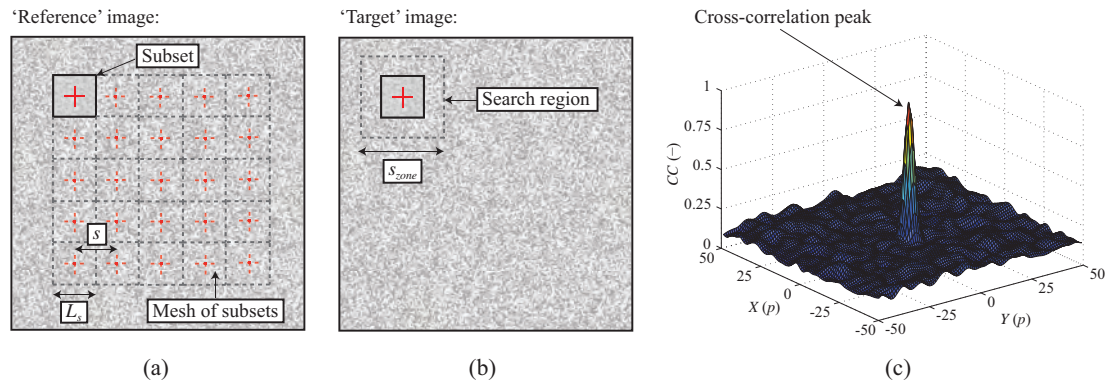 ‘Reference’ image:
Subset
s
L_s
Mesh of subsets
(a)
‘Target’ image:
Search region
s_zone
(b)
Cross-correlation peak
1
0.75
0.5
0.25
0
CC (−)
50
25
0
-25
-50
X (p)
-50
-25
0
25
50
Y (p)
(c)